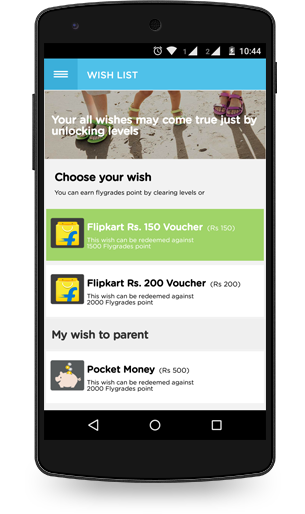 1 2 10:44
WISH LIST
Your all wishes may come true just by
unlocking levels
Choose your wish
You can earn flygrades point by clearing levels or
Flipkart Rs. 150 Voucher (Rs 150)
This wish can be redeemed against
1500 Flygrades point
Flipkart Rs. 200 Voucher (Rs 200)
This wish can be redeemed against
2000 Flygrades point
My wish to parent
Pocket Money (Rs 500)
This wish can be redeemed against
2000 Flygrades point